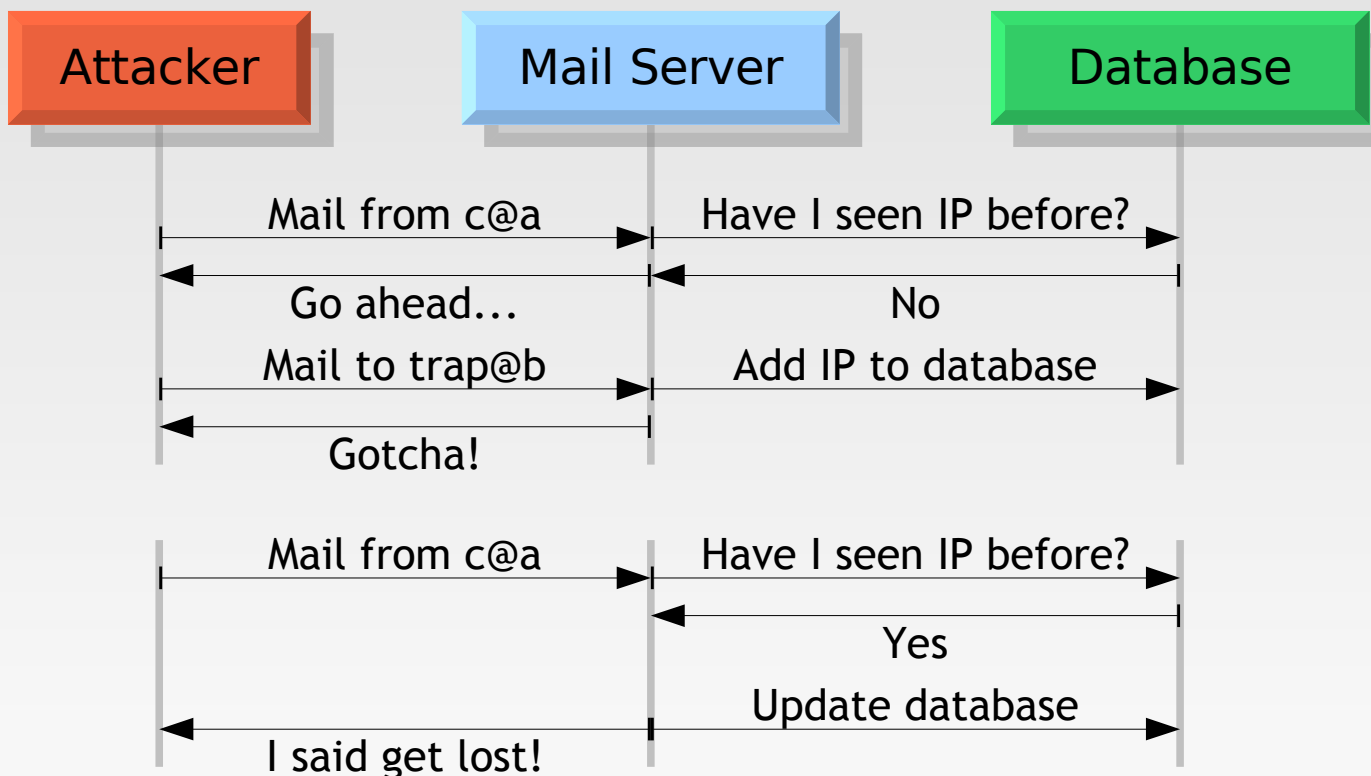 Attacker
Mail Server
Database
Mail from c@a
Have I seen IP before?
Go ahead...
No
Mail to trap@b
Add IP to database
Gotcha!
Mail from c@a
Have I seen IP before?
Yes
Update database
I said get lost!